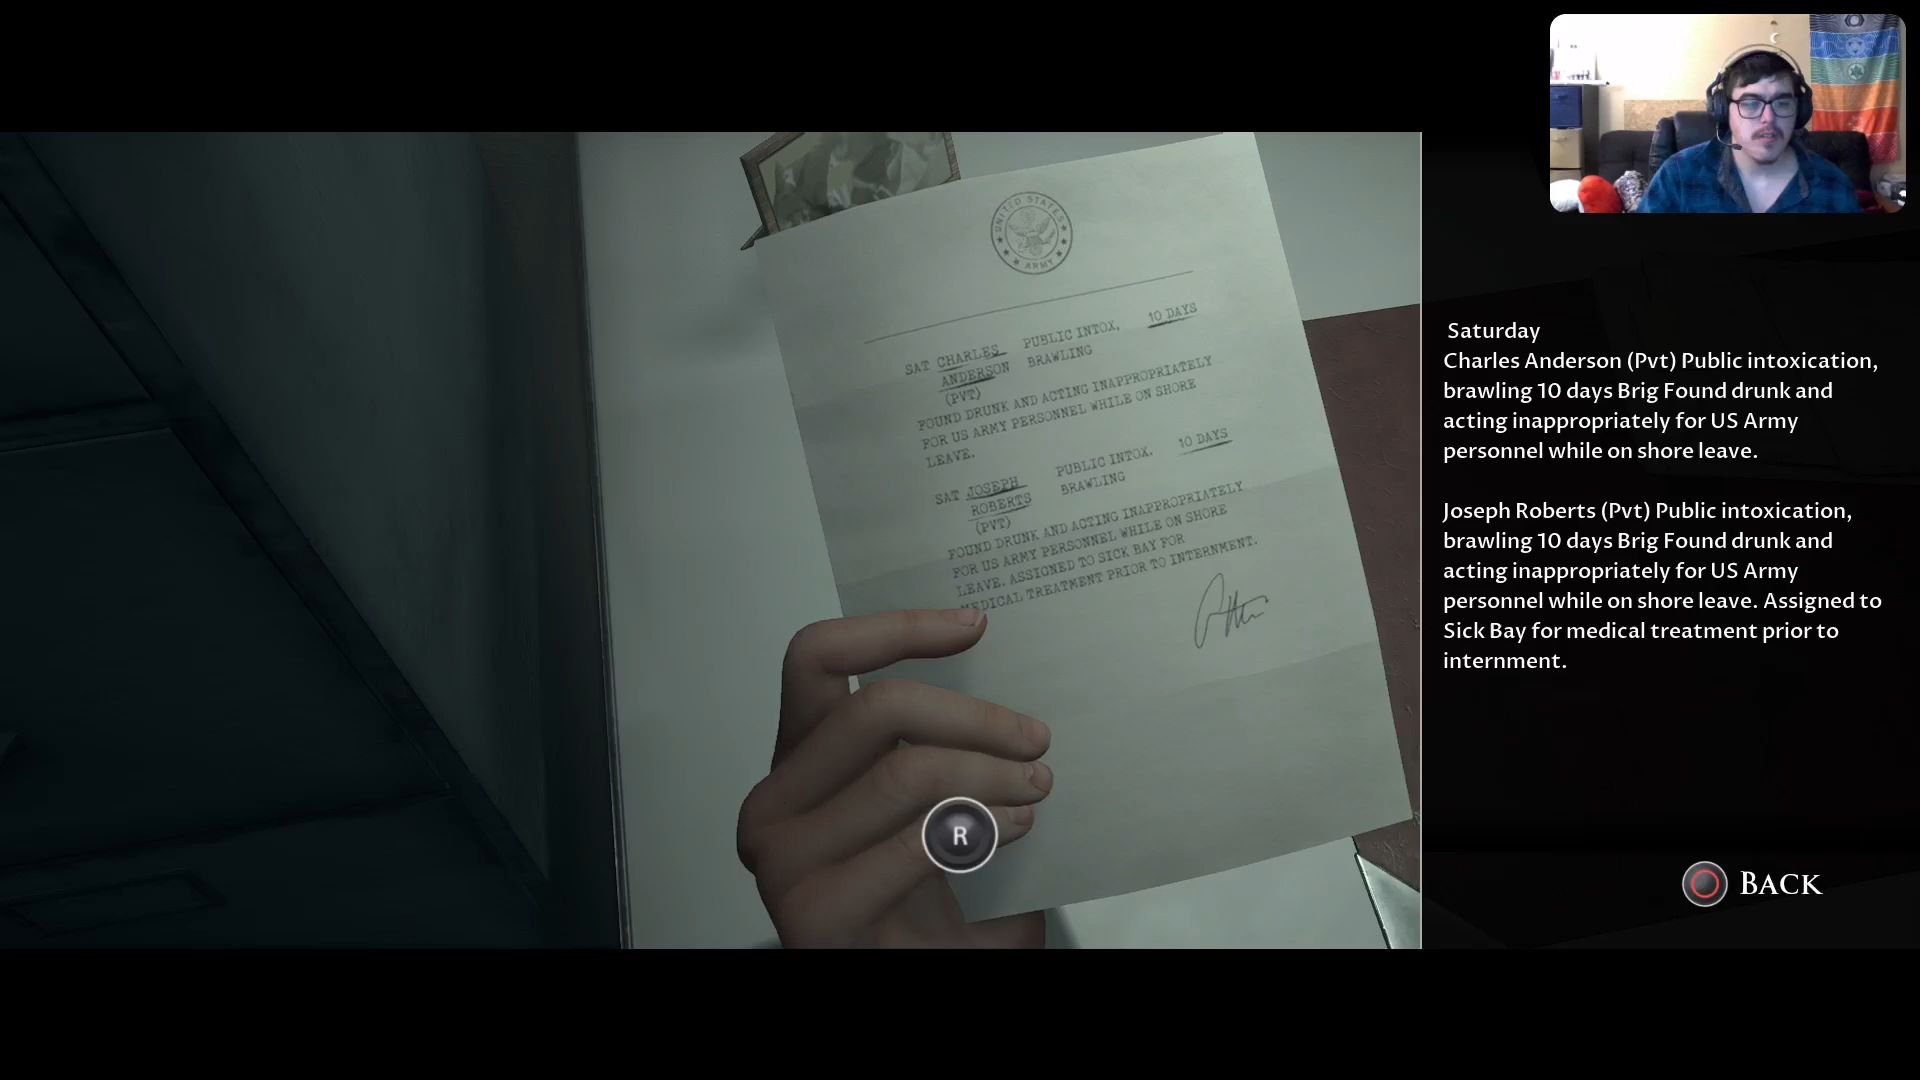 UNITED STATES
ARMY
SAT CHARLES PUBLIC INTOX, 10 DAYS
ANDERSON BRAWLING
(PVT)
FOUND DRUNK AND ACTING INAPPROPRIATELY
FOR US ARMY PERSONNEL WHILE ON SHORE
LEAVE.
SAT JOSEPH PUBLIC INTOX. 10 DAYS
ROBERTS BRAWLING
(PVT)
FOUND DRUNK AND ACTING INAPPROPRIATELY
FOR US ARMY PERSONNEL WHILE ON SHORE
LEAVE. ASSIGNED TO SICK BAY FOR
MEDICAL TREATMENT PRIOR TO INTERNMENT.
R
Saturday
Charles Anderson (Pvt) Public intoxication,
brawling 10 days Brig Found drunk and
acting inappropriately for US Army
personnel while on shore leave.
Joseph Roberts (Pvt) Public intoxication,
brawling 10 days Brig Found drunk and
acting inappropriately for US Army
personnel while on shore leave. Assigned to
Sick Bay for medical treatment prior to
internment.
BACK